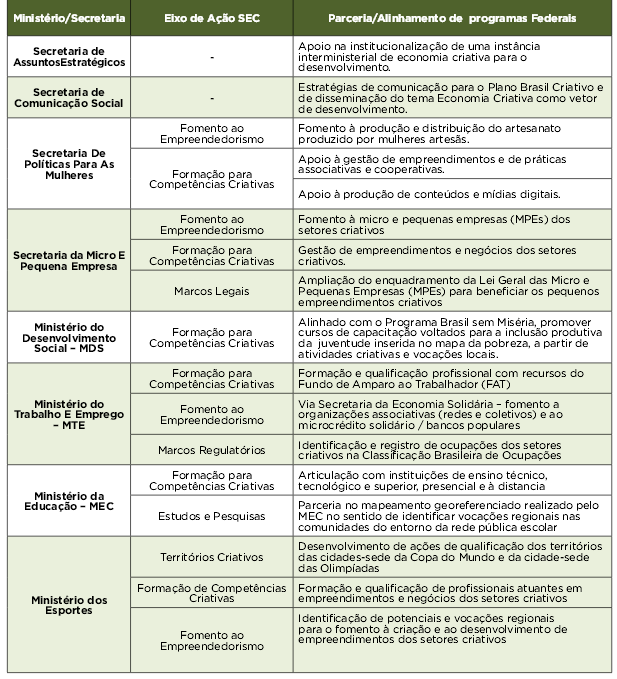 Ministério/Secretaria
Eixo de Ação SEC
Parceria/Alinhamento de programas Federais
Secretaria de
AssuntosEstratégicos
-
Apoio na institucionalização de uma instância
interministerial de economia criativa para o
desenvolvimento.
Secretaria de
Comunicação Social
-
Estratégias de comunicação para o Plano Brasil Criativo e
de disseminação do tema Economia Criativa como vetor
de desenvolvimento.
Secretaria De
Políticas Para As
Mulheres
Fomento ao
Empreendedorismo
Fomento à produção e distribuição do artesanato
produzido por mulheres artesãs.
Formação para
Competências Criativas
Apoio à gestão de empreendimentos e de práticas
associativas e cooperativas.
Apoio à produção de conteúdos e mídias digitais.
Secretaria da Micro E
Pequena Empresa
Fomento ao
Empreendedorismo
Fomento à micro e pequenas empresas (MPEs) dos
setores criativos
Formação para
Competências Criativas
Gestão de empreendimentos e negócios dos setores
criativos.
Marcos Legais
Ampliação do enquadramento da Lei Geral das Micro e
Pequenas Empresas (MPEs) para beneficiar os pequenos
empreendimentos criativos
Ministério do
Desenvolvimento
Social – MDS
Formação para
Competências Criativas
Alinhado com o Programa Brasil sem Miséria, promover
cursos de capacitação voltados para a inclusão produtiva
da juventude inserida no mapa da pobreza, a partir de
atividades criativas e vocações locais.
Ministério do
Trabalho E Emprego
– MTE
Formação para
Competências Criativas
Formação e qualificação profissional com recursos do
Fundo de Amparo ao Trabalhador (FAT)
Fomento ao
Empreendedorismo
Via Secretaria da Economia Solidária – fomento a
organizações associativas (redes e coletivos) e ao
microcrédito solidário / bancos populares
Marcos Regulatórios
Identificação e registro de ocupações dos setores
criativos na Classificação Brasileira de Ocupações
Ministério da
Educação – MEC
Formação para
Competências Criativas
Articulação com instituições de ensino técnico,
tecnológico e superior, presencial e à distancia
Estudos e Pesquisas
Parceria no mapeamento georeferenciado realizado pelo
MEC no sentido de identificar vocações regionais nas
comunidades do entorno da rede pública escolar
Ministério dos
Esportes
Territórios Criativos
Desenvolvimento de ações de qualificação dos territórios
das cidades-sede da Copa do Mundo e da cidade-sede
das Olimpíadas
Formação de Competências
Criativas
Formação e qualificação de profissionais atuantes em
empreendimentos e negócios dos setores criativos
Fomento ao
Empreendedorismo
Identificação de potenciais e vocações regionais
para o fomento à criação e ao desenvolvimento de
empreendimentos dos setores criativos